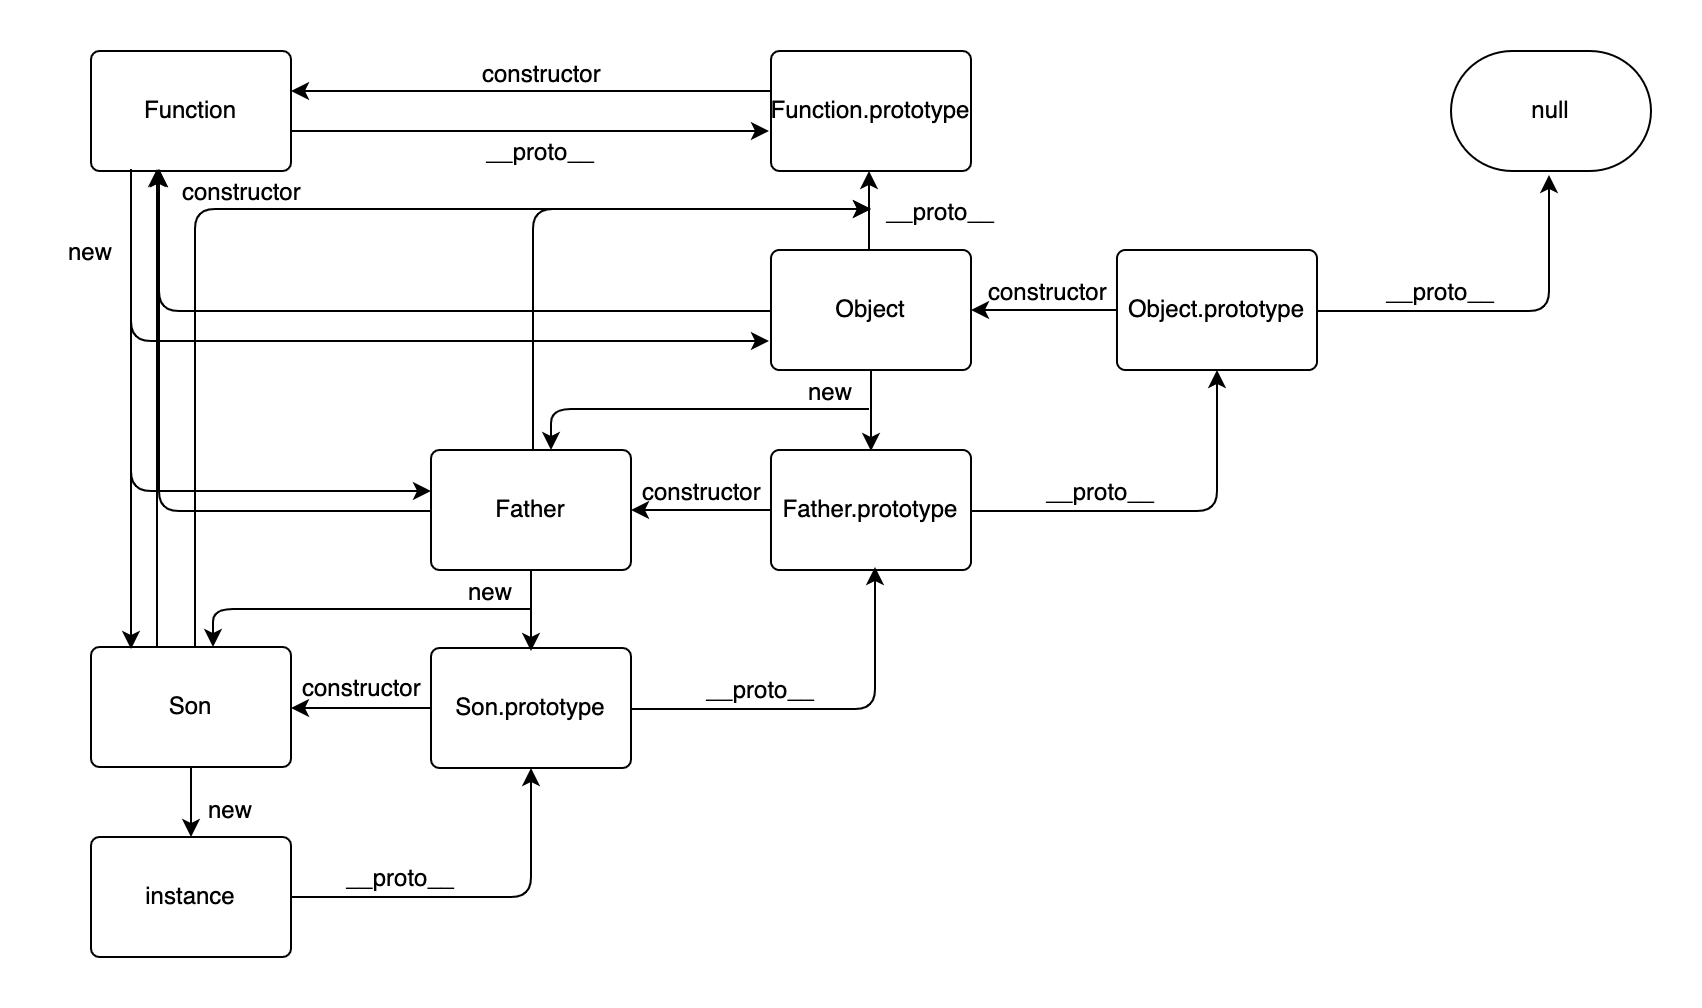 constructor
Function
Function.prototype
null
__proto__
constructor
__proto__
new
constructor
__proto__
Object
Object.prototype
new
constructor
__proto__
Father
Father.prototype
new
constructor
__proto__
Son
Son.prototype
new
__proto__
instance